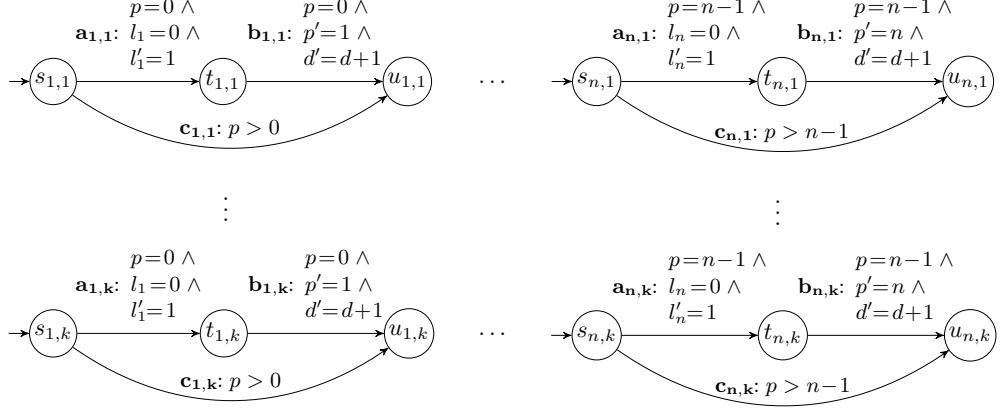 p=0 ∧ p=0 ∧ p=n−1 ∧ p=n−1 ∧
a1,1: l1=0 ∧ b1,1: p′=1 ∧ an,1: ln=0 ∧ bn,1: p′=n ∧
l′1=1 d′=d+1 l′n=1 d′=d+1
s1,1 t1,1 u1,1 ··· sn,1 tn,1 un,1
c1,1: p > 0 cn,1: p > n−1
⋮ ⋮
p=0 ∧ p=0 ∧ p=n−1 ∧ p=n−1 ∧
a1,k: l1=0 ∧ b1,k: p′=1 ∧ an,k: ln=0 ∧ bn,k: p′=n ∧
l′1=1 d′=d+1 l′n=1 d′=d+1
s1,k t1,k u1,k ··· sn,k tn,k un,k
c1,k: p > 0 cn,k: p > n−1